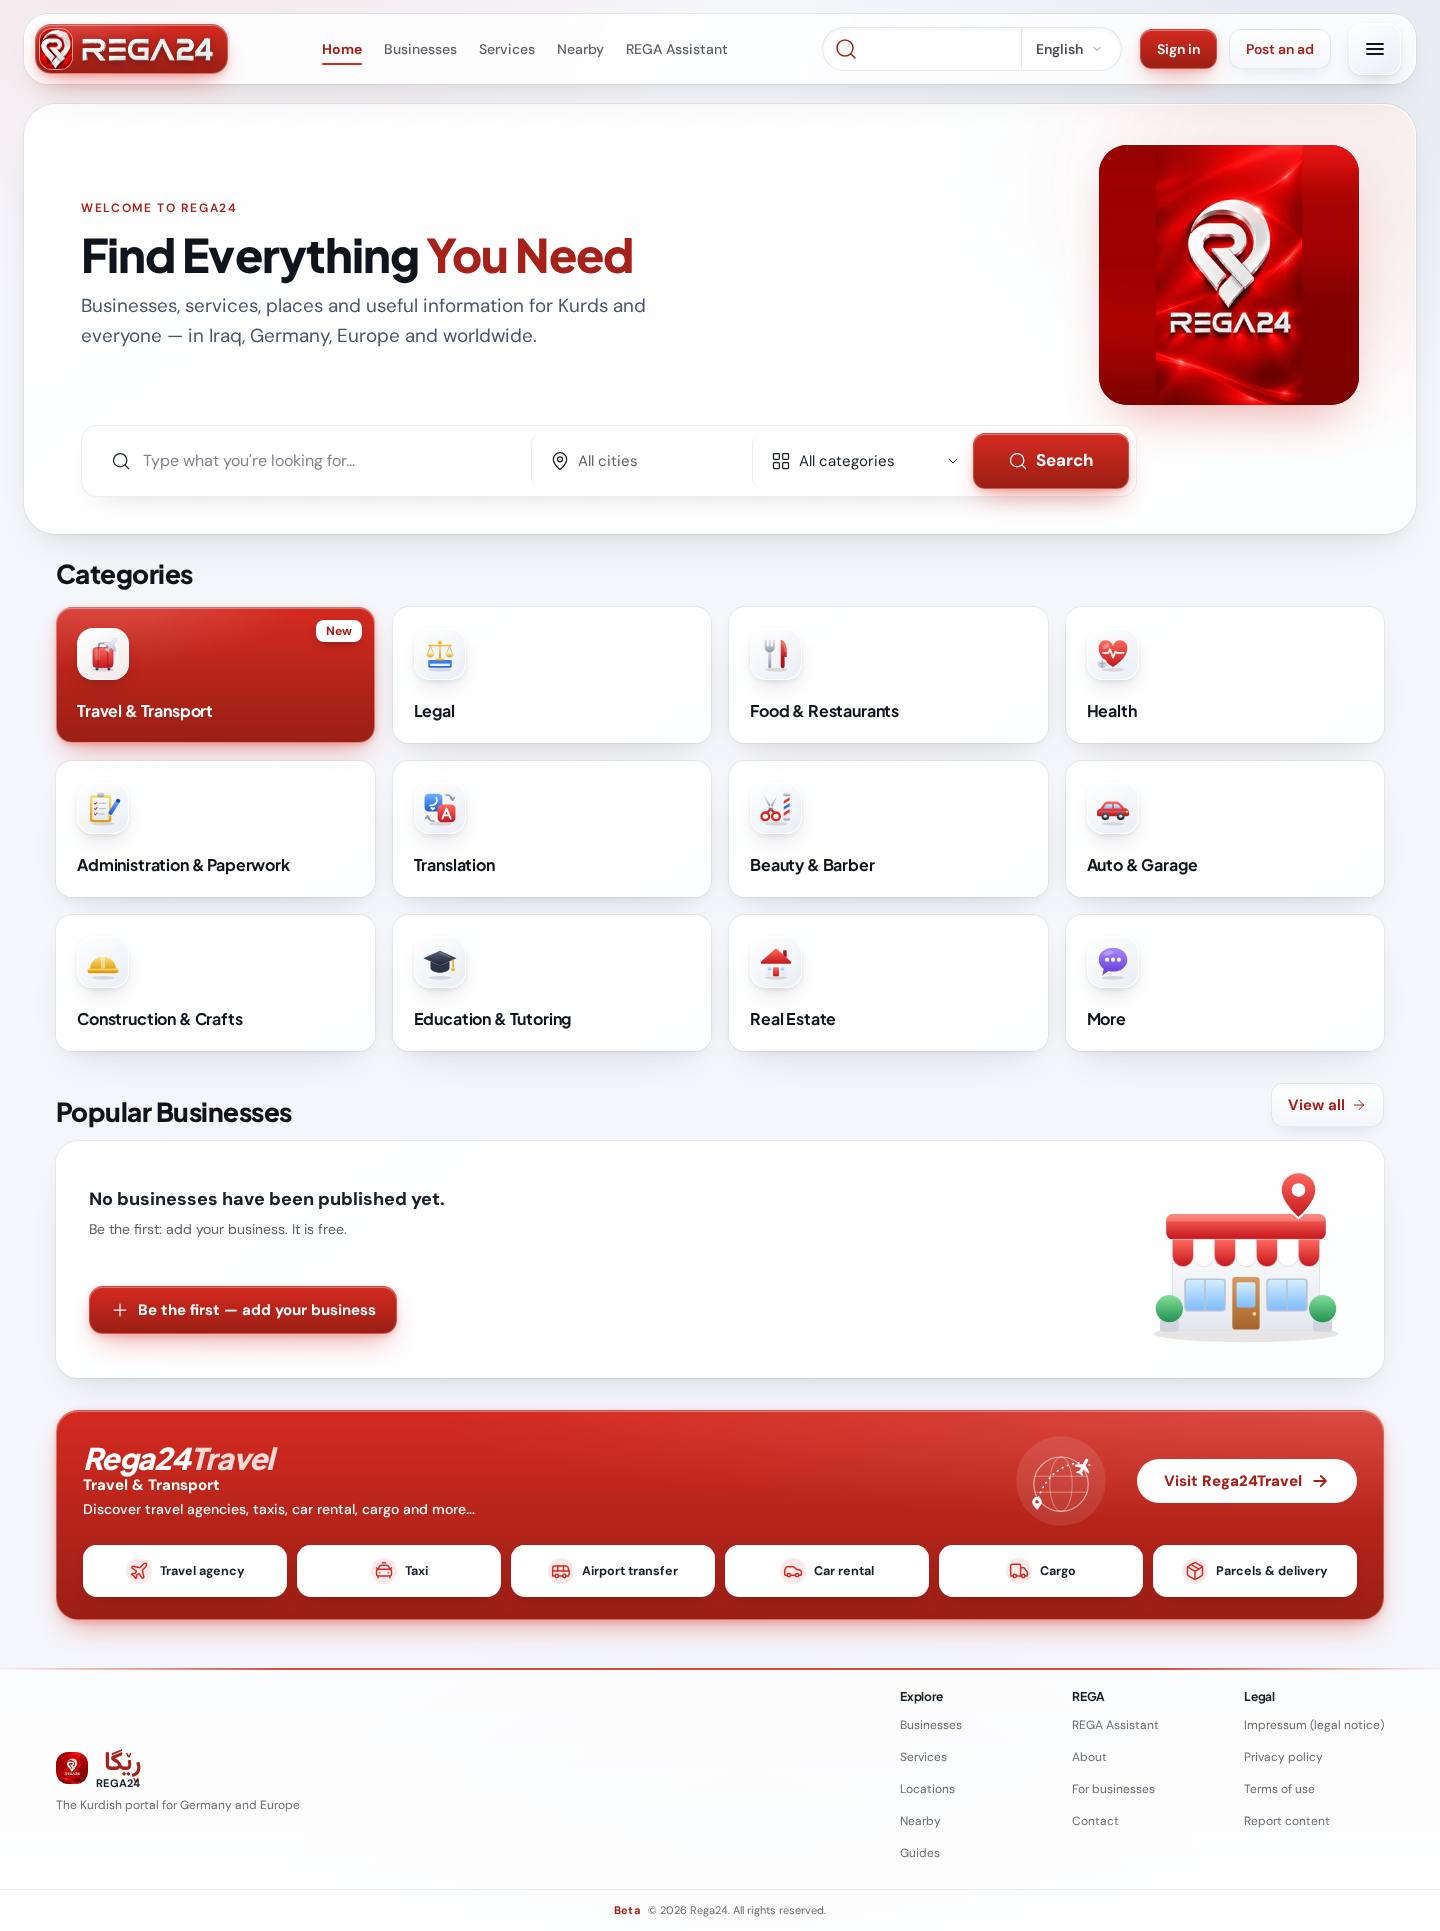 REGA24
Home
Businesses
Services
Nearby
REGA Assistant
English
Sign in
Post an ad
WELCOME TO REGA24
Find Everything You Need
Businesses, services, places and useful information for Kurds and
everyone — in Iraq, Germany, Europe and worldwide.
REGA24
Type what you're looking for...
All cities
All categories
Search
Categories
New
Travel & Transport
Legal
Food & Restaurants
Health
A
Administration & Paperwork
Translation
Beauty & Barber
Auto & Garage
Construction & Crafts
Education & Tutoring
Real Estate
More
Popular Businesses
View all
No businesses have been published yet.
Be the first: add your business. It is free.
Be the first — add your business
Rega24Travel
Travel & Transport
Discover travel agencies, taxis, car rental, cargo and more...
Visit Rega24Travel
Travel agency
Taxi
Airport transfer
Car rental
Cargo
Parcels & delivery
ڕێگا
REGA24
The Kurdish portal for Germany and Europe
Explore
Businesses
Services
Locations
Nearby
Guides
REGA
REGA Assistant
About
For businesses
Contact
Legal
Impressum (legal notice)
Privacy policy
Terms of use
Report content
Beta © 2026 Rega24. All rights reserved.